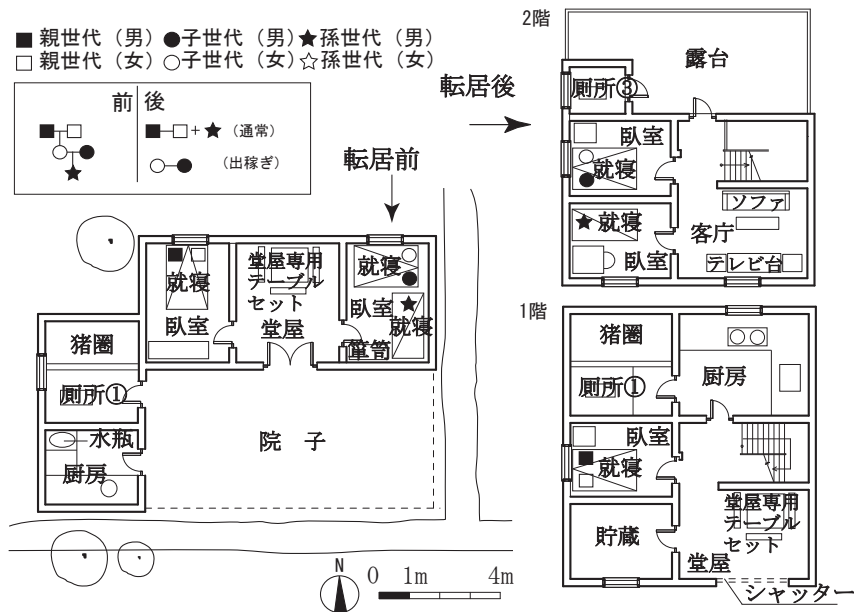 ■ 親世代（男）●子世代（男）★孫世代（男）
□ 親世代（女）○子世代（女）☆孫世代（女）
前 後
■─□＋★（通常）
○─●（出稼ぎ）
転居後
転居前
就寝
臥室
堂屋専用
テーブル
セット
堂屋
就寝
臥室
就寝
箪笥
猪圏
厠所①
水瓶
厨房
院 子
N
0 1m 4m
2階
露台
厠所③
臥室
就寝
ソファ
就寝
客庁
臥室
テレビ台
1階
猪圏
厨房
厠所①
臥室
就寝
堂屋専用
テーブル
セット
貯蔵
堂屋
シャッター